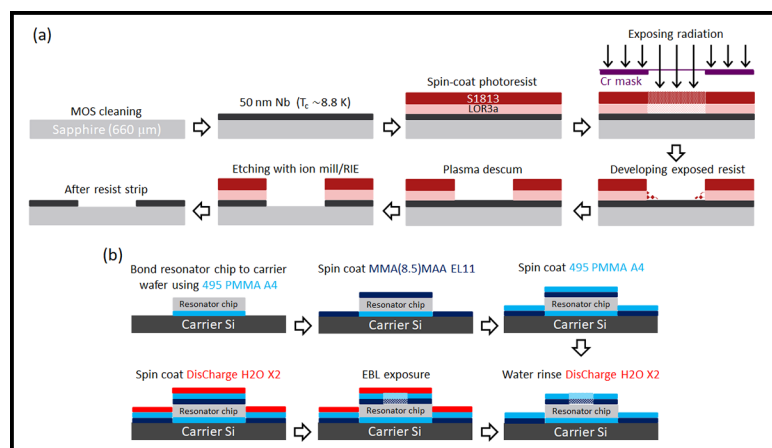 (a)
Exposing radiation
Spin-coat photoresist
Cr mask
MOS cleaning
50 nm Nb (Tc ~8.8 K)
S1813
Sapphire (660 μm)
LOR3a
After resist strip
Etching with ion mill/RIE
Plasma descum
Developing exposed resist
(b)
Bond resonator chip to carrier
wafer using 495 PMMA A4
Resonator chip
Carrier Si
Spin coat MMA(8.5)MAA EL11
Resonator chip
Carrier Si
Spin coat 495 PMMA A4
Resonator chip
Carrier Si
Spin coat DisCharge H2O X2
Resonator chip
Carrier Si
EBL exposure
Resonator chip
Carrier Si
Water rinse DisCharge H2O X2
Resonator chip
Carrier Si